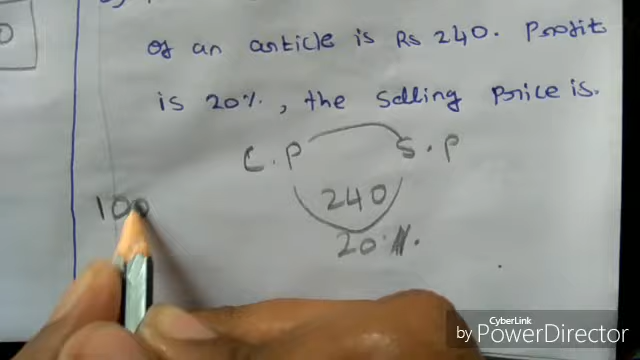 of an article is Rs 240. Profit
is 20%, the Selling Price is.
C.P S.P
240
100
20%.
CyberLink
by PowerDirector